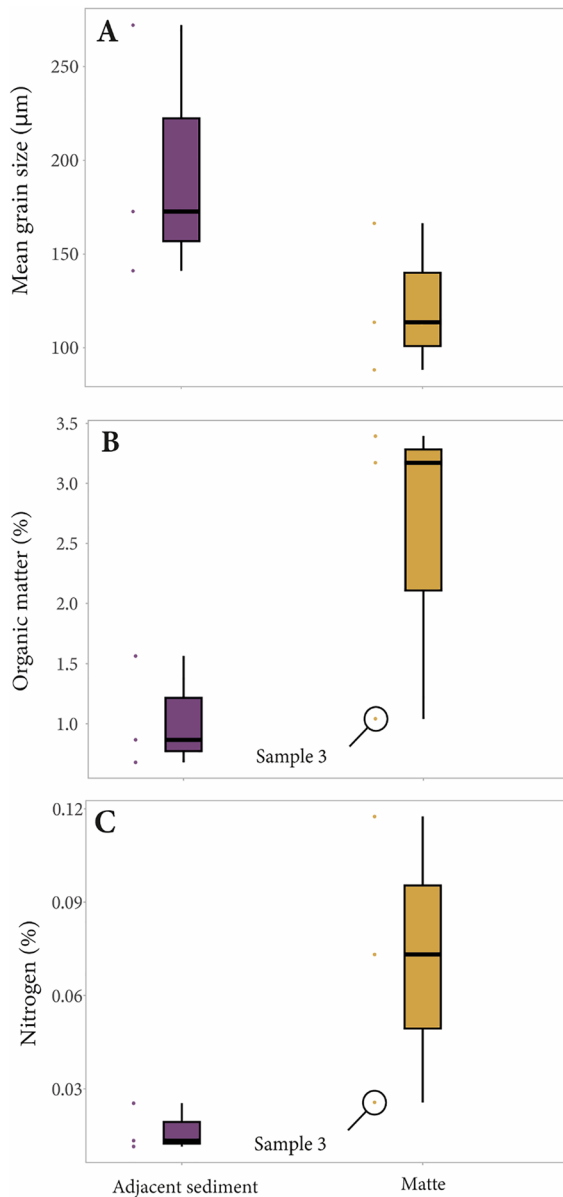 A
Mean grain size (μm)
250
200
150
100
B
Organic matter (%)
3.5
3.0
2.5
2.0
1.5
1.0
Sample 3
C
Nitrogen (%)
0.12
0.09
0.06
0.03
Sample 3
Adjacent sediment
Matte